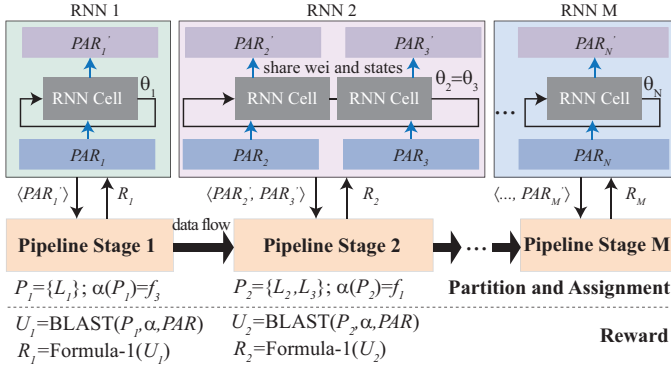 RNN 1 RNN 2 RNN M
PAR1' PAR2' PAR3' PARN'
share wei and states
θ1 θ2=θ3 θN
RNN Cell RNN Cell RNN Cell ... RNN Cell
PAR1 PAR2 PAR3 PARN
⟨PAR1'⟩ R1 ⟨PAR2', PAR3'⟩ R2 ⟨..., PARM'⟩ RM
data flow
Pipeline Stage 1 Pipeline Stage 2 ... Pipeline Stage M
P1={L1}; α(P1)=f3 P2={L2,L3}; α(P2)=f1 Partition and Assignment
U1=BLAST(P1,α,PAR) U2=BLAST(P2,α,PAR) Reward
R1=Formula-1(U1) R2=Formula-1(U2)